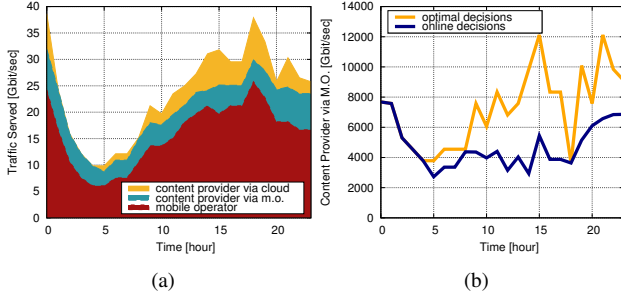 40
35
30
25
20
15
10
5
0
Traffic Served [Gbit/sec]
content provider via cloud
content provider via m.o.
mobile operator
0 5 10 15 20
Time [hour]
(a)
14000
12000
10000
8000
6000
4000
2000
0
Content Provider via M.O. [Gbit/sec]
optimal decisions
online decisions
0 5 10 15 20
Time [hour]
(b)